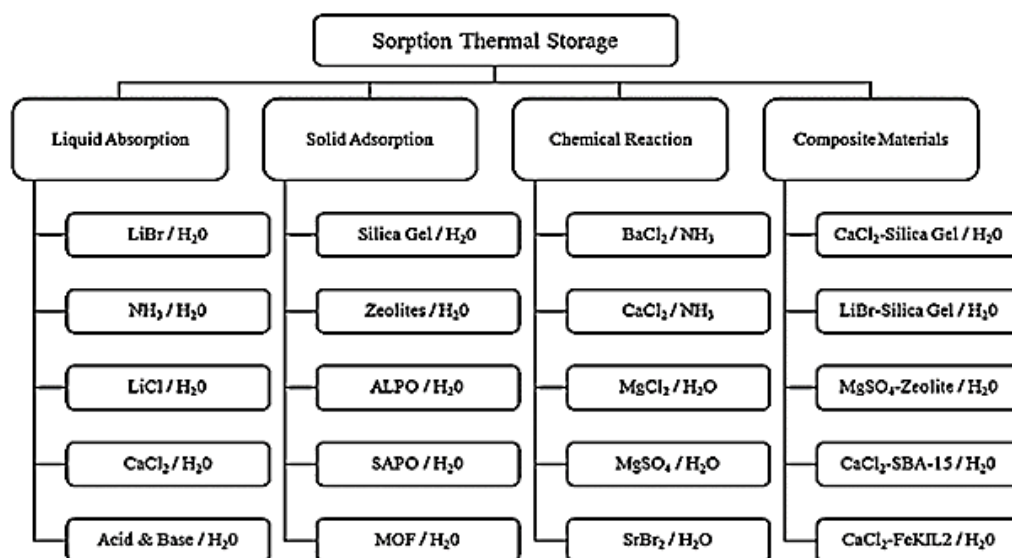 Sorption Thermal Storage
Liquid Absorption
Solid Adsorption
Chemical Reaction
Composite Materials
LiBr / H₂0
Silica Gel / H₂0
BaCl₂ / NH₃
CaCl₂-Silica Gel / H₂0
NH₃ / H₂0
Zeolites / H₂0
CaCl₂ / NH₃
LiBr-Silica Gel / H₂0
LiCl / H₂0
ALPO / H₂0
MgCl₂ / H₂O
MgSO₄-Zeolite / H₂0
CaCl₂ / H₂0
SAPO / H₂0
MgSO₄ / H₂O
CaCl₂-SBA-15 / H₂0
Acid & Base / H₂0
MOF / H₂0
SrBr₂ / H₂O
CaCl₂-FeKIL2 / H₂0